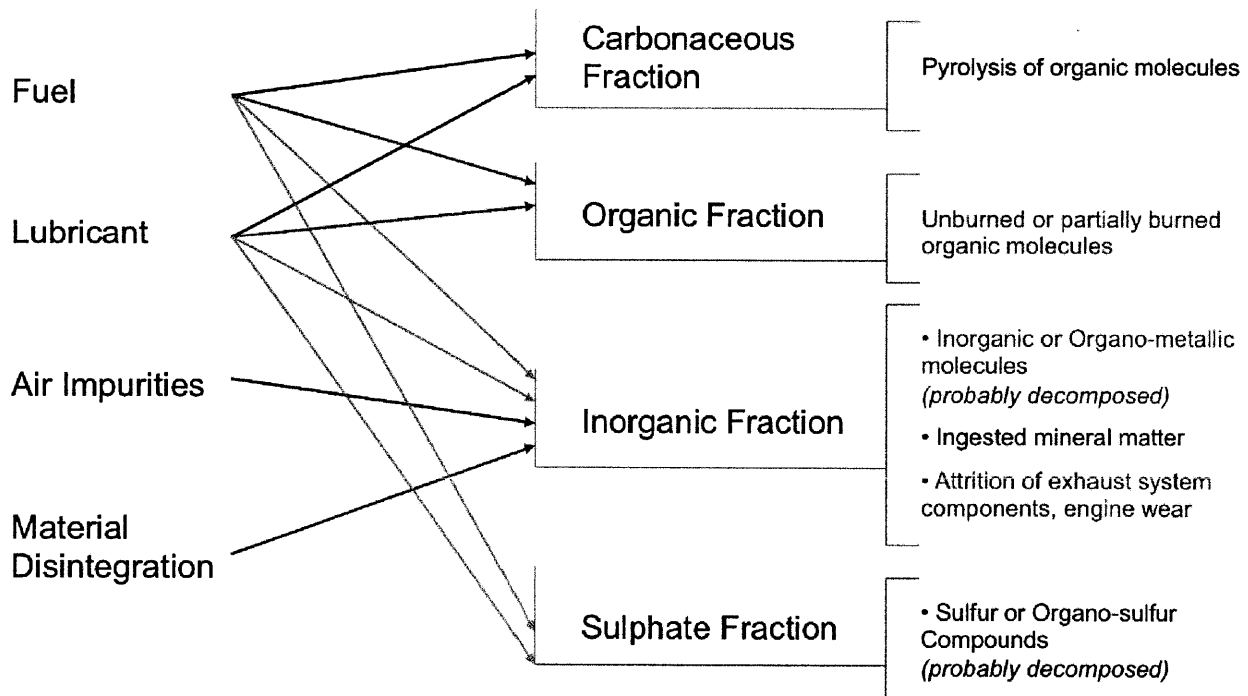 Fuel
Lubricant
Air Impurities
Material
Disintegration
Carbonaceous
Fraction
Organic Fraction
Inorganic Fraction
Sulphate Fraction
Pyrolysis of organic molecules
Unburned or partially burned
organic molecules
• Inorganic or Organo-metallic
molecules
(probably decomposed)
• Ingested mineral matter
• Attrition of exhaust system
components, engine wear
• Sulfur or Organo-sulfur
Compounds
(probably decomposed)